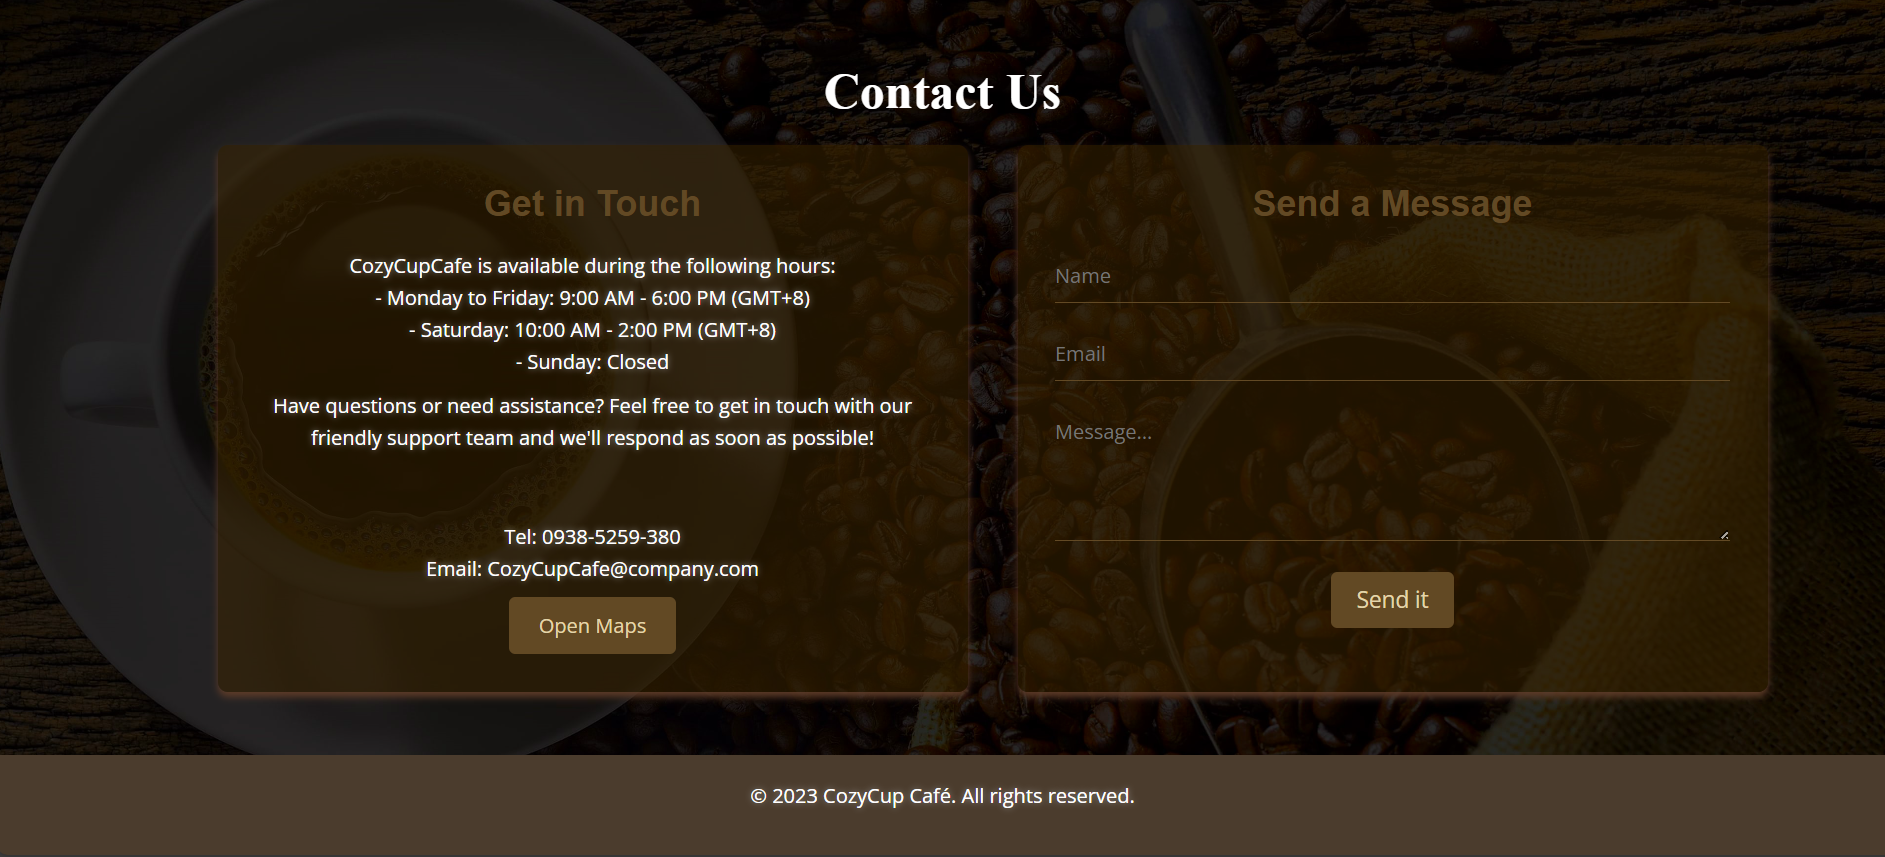 Contact Us
Get in Touch
CozyCupCafe is available during the following hours:
- Monday to Friday: 9:00 AM - 6:00 PM (GMT+8)
- Saturday: 10:00 AM - 2:00 PM (GMT+8)
- Sunday: Closed
Have questions or need assistance? Feel free to get in touch with our
friendly support team and we'll respond as soon as possible!
Tel: 0938-5259-380
Email: CozyCupCafe@company.com
Open Maps
Send a Message
Name
Email
Message...
Send it
© 2023 CozyCup Café. All rights reserved.